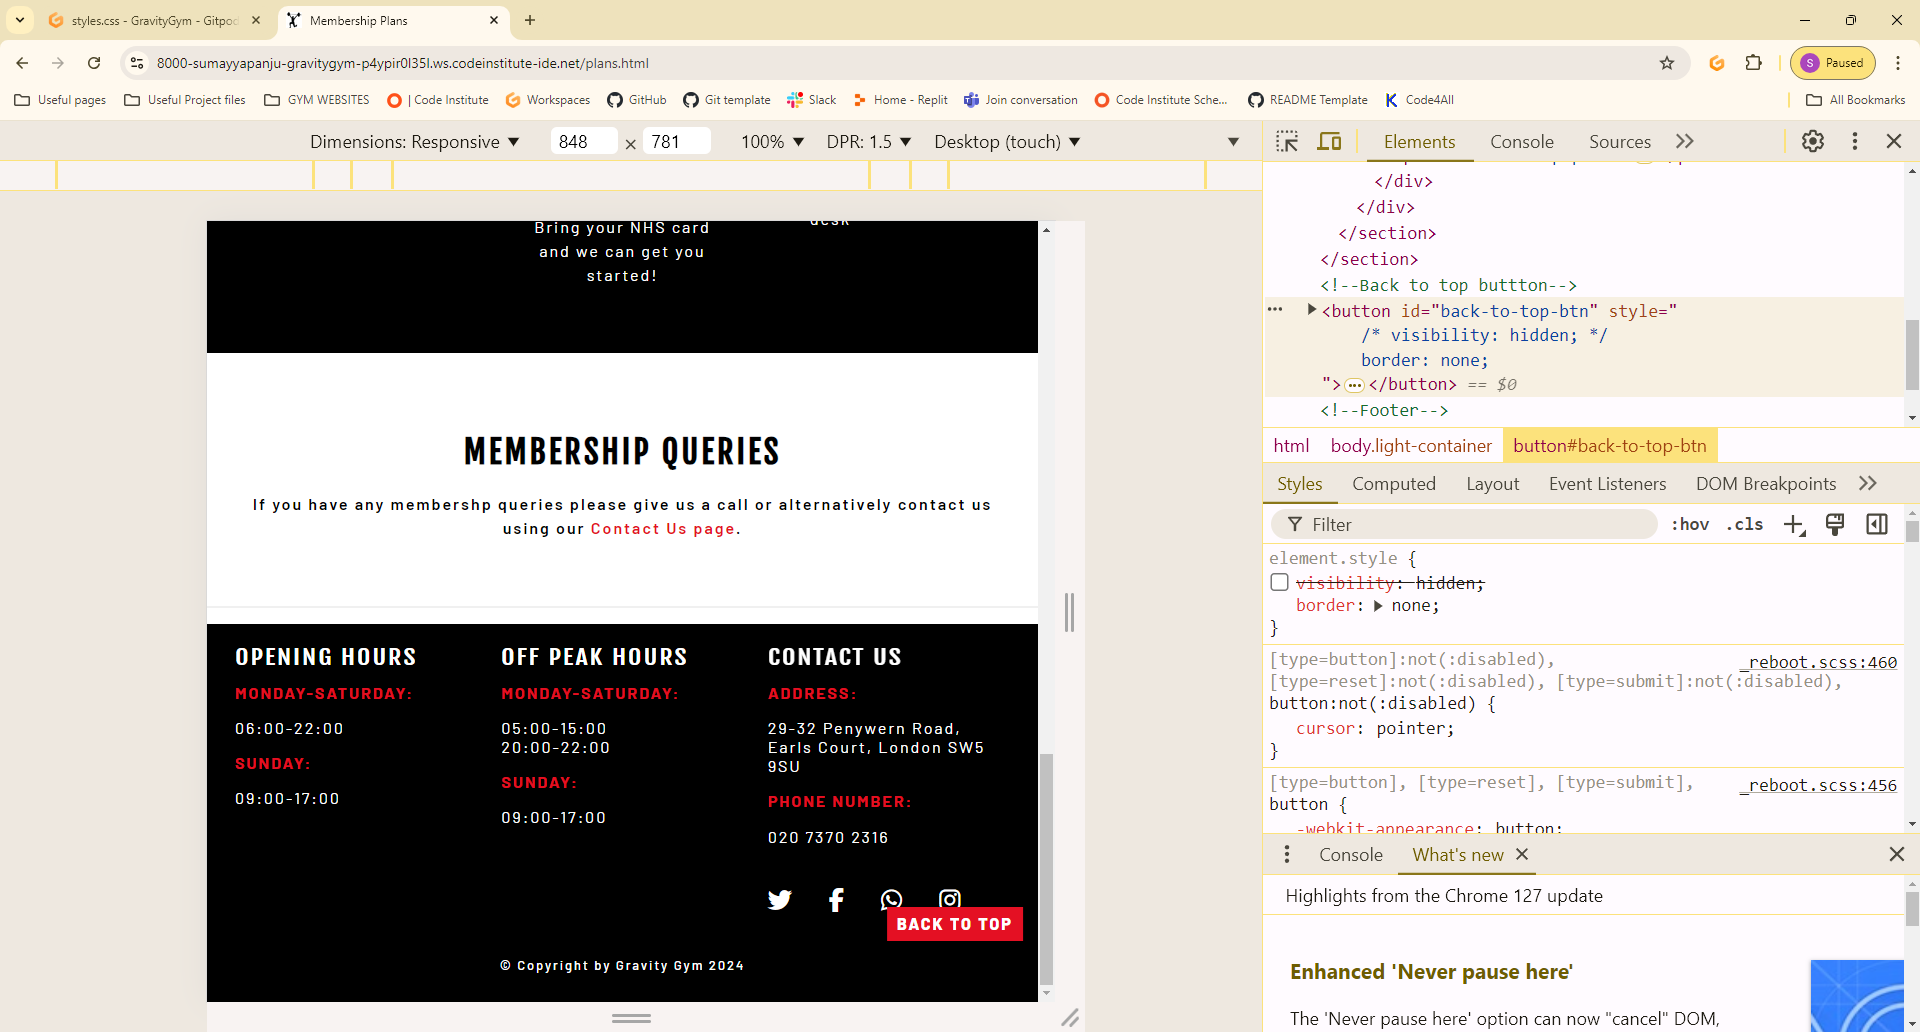 styles.css - GravityGym - Gitpod
Membership Plans
8000-sumayyapanju-gravitygym-p4ypir0l35l.ws.codeinstitute-ide.net/plans.html
S Paused
Useful pages
Useful Project files
GYM WEBSITES
| Code Institute
Workspaces
GitHub
Git template
Slack
Home - Replit
Join conversation
Code Institute Sche...
README Template
Code4All
All Bookmarks
Dimensions: Responsive
848 × 781
100%
DPR: 1.5
Desktop (touch)
Elements
Console
Sources
desk
Bring your NHS card
and we can get you
started!
MEMBERSHIP QUERIES
If you have any membershp queries please give us a call or alternatively contact us
using our Contact Us page.
OPENING HOURS
MONDAY-SATURDAY:
06:00-22:00
SUNDAY:
09:00-17:00
OFF PEAK HOURS
MONDAY-SATURDAY:
05:00-15:00
20:00-22:00
SUNDAY:
09:00-17:00
CONTACT US
ADDRESS:
29-32 Penywern Road,
Earls Court, London SW5
9SU
PHONE NUMBER:
020 7370 2316
BACK TO TOP
© Copyright by Gravity Gym 2024
</div>
</div>
</section>
</section>
<!--Back to top buttton-->
<button id="back-to-top-btn" style="
/* visibility: hidden; */
border: none;
">…</button> == $0
<!--Footer-->
html
body.light-container
button#back-to-top-btn
Styles
Computed
Layout
Event Listeners
DOM Breakpoints
Filter
:hov
.cls
element.style {
visibility: hidden;
border: none;
}
[type=button]:not(:disabled), _reboot.scss:460
[type=reset]:not(:disabled), [type=submit]:not(:disabled),
button:not(:disabled) {
cursor: pointer;
}
[type=button], [type=reset], [type=submit], _reboot.scss:456
button {
-webkit-appearance: button;
Console
What's new
Highlights from the Chrome 127 update
Enhanced 'Never pause here'
The 'Never pause here' option can now "cancel" DOM,